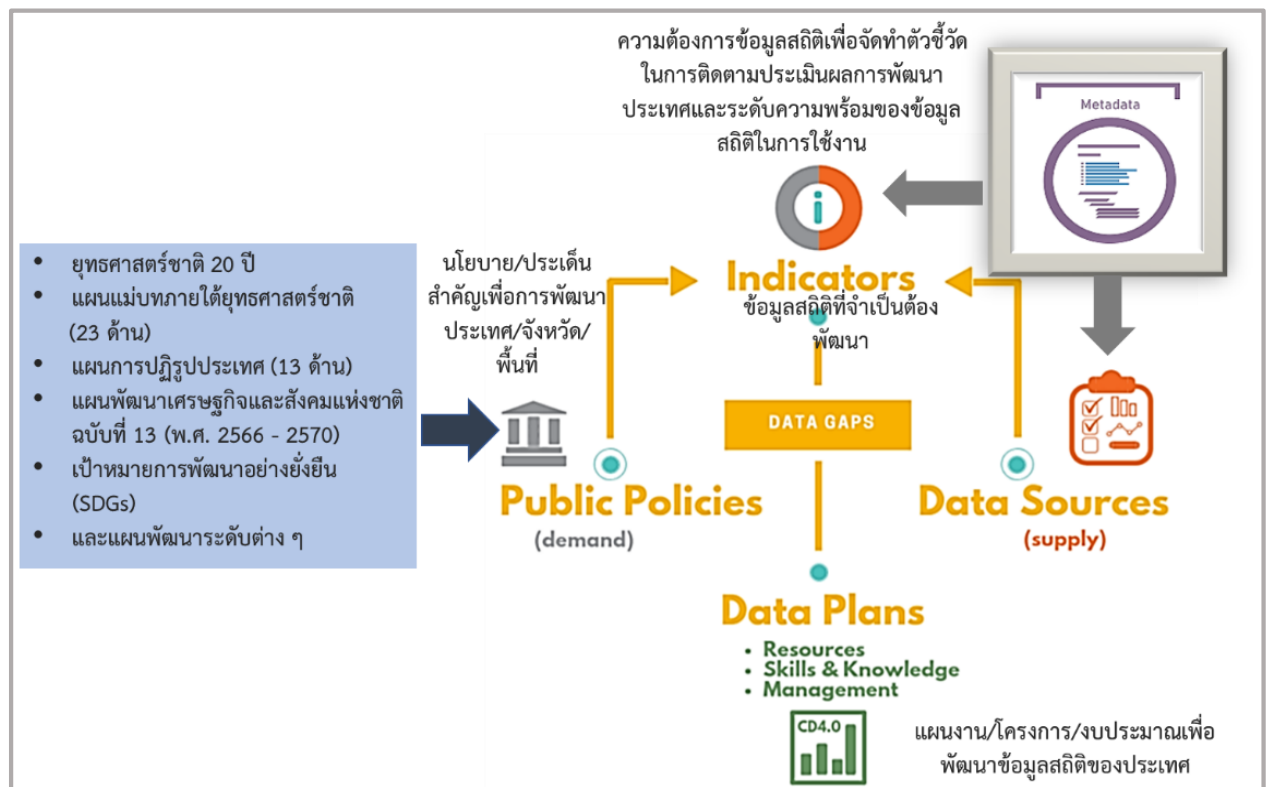 ความต้องการข้อมูลสถิติเพื่อจัดทำตัวชี้วัด
ในการติดตามประเมินผลการพัฒนา
ประเทศและระดับความพร้อมของข้อมูล
สถิติในการใช้งาน
Metadata
i
Indicators
ข้อมูลสถิติที่จำเป็นต้อง
พัฒนา
• ยุทธศาสตร์ชาติ 20 ปี
• แผนแม่บทภายใต้ยุทธศาสตร์ชาติ
(23 ด้าน)
• แผนการปฏิรูปประเทศ (13 ด้าน)
• แผนพัฒนาเศรษฐกิจและสังคมแห่งชาติ
ฉบับที่ 13 (พ.ศ. 2566 - 2570)
• เป้าหมายการพัฒนาอย่างยั่งยืน
(SDGs)
• และแผนพัฒนาระดับต่าง ๆ
นโยบาย/ประเด็น
สำคัญเพื่อการพัฒนา
ประเทศ/จังหวัด/
พื้นที่
DATA GAPS
Public Policies
(demand)
Data Sources
(supply)
Data Plans
• Resources
• Skills & Knowledge
• Management
CD4.0
แผนงาน/โครงการ/งบประมาณเพื่อ
พัฒนาข้อมูลสถิติของประเทศ